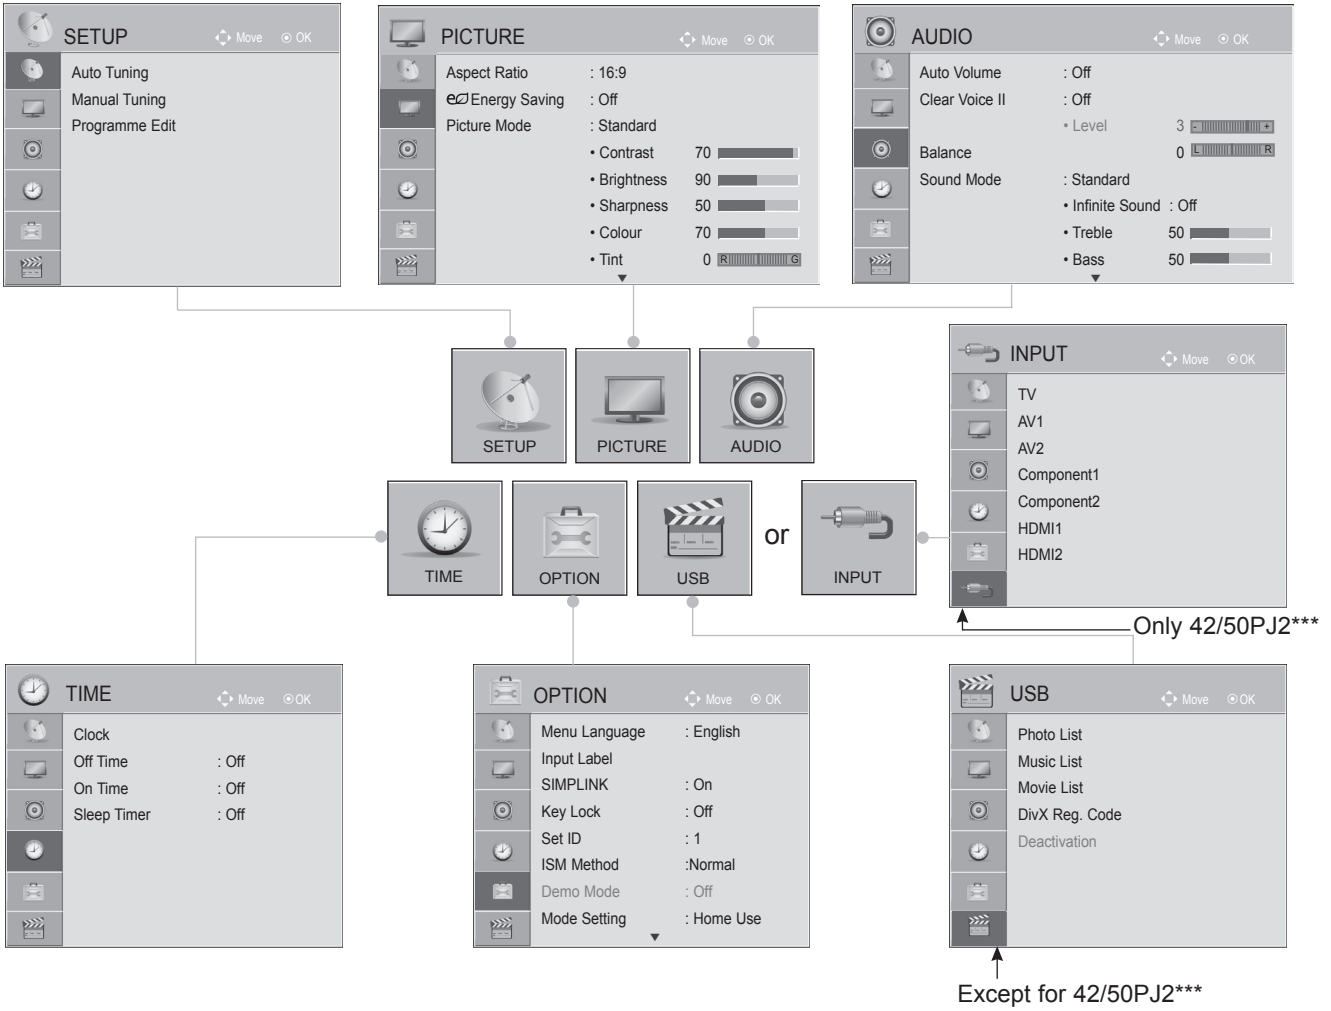 SETUP Move OK
Auto Tuning
Manual Tuning
Programme Edit
PICTURE Move OK
Aspect Ratio : 16:9
Energy Saving : Off
Picture Mode : Standard
• Contrast 70
• Brightness 90
• Sharpness 50
• Colour 70
• Tint 0 R G
AUDIO Move OK
Auto Volume : Off
Clear Voice II : Off
• Level 3 - +
Balance 0 L R
Sound Mode : Standard
• Infinite Sound : Off
• Treble 50
• Bass 50
SETUP
PICTURE
AUDIO
TIME
OPTION
USB
or
INPUT
INPUT Move OK
TV
AV1
AV2
Component1
Component2
HDMI1
HDMI2
Only 42/50PJ2***
TIME Move OK
Clock
Off Time : Off
On Time : Off
Sleep Timer : Off
OPTION Move OK
Menu Language : English
Input Label
SIMPLINK : On
Key Lock : Off
Set ID : 1
ISM Method :Normal
Demo Mode : Off
Mode Setting : Home Use
USB Move OK
Photo List
Music List
Movie List
DivX Reg. Code
Deactivation
Except for 42/50PJ2***